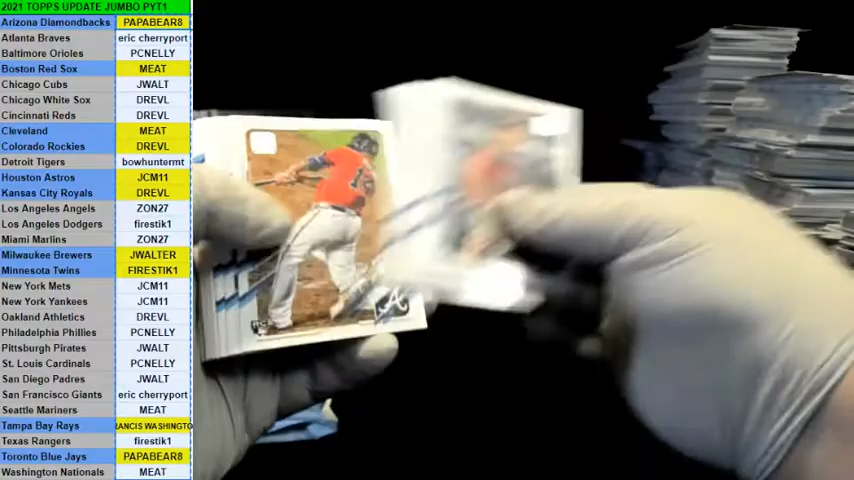 2021 TOPPS UPDATE JUMBO PYT1
Arizona Diamondbacks PAPABEAR8
Atlanta Braves eric cherryport
Baltimore Orioles PCNELLY
Boston Red Sox MEAT
Chicago Cubs JWALT
Chicago White Sox DREVL
Cincinnati Reds DREVL
Cleveland MEAT
Colorado Rockies DREVL
Detroit Tigers bowhuntermt
Houston Astros JCM11
Kansas City Royals DREVL
Los Angeles Angels ZON27
Los Angeles Dodgers firestik1
Miami Marlins ZON27
Milwaukee Brewers JWALTER
Minnesota Twins FIRESTIK1
New York Mets JCM11
New York Yankees JCM11
Oakland Athletics DREVL
Philadelphia Phillies PCNELLY
Pittsburgh Pirates JWALT
St. Louis Cardinals PCNELLY
San Diego Padres JWALT
San Francisco Giants eric cherryport
Seattle Mariners MEAT
Tampa Bay Rays RANCIS WASHINGTO
Texas Rangers firestik1
Toronto Blue Jays PAPABEAR8
Washington Nationals MEAT
A